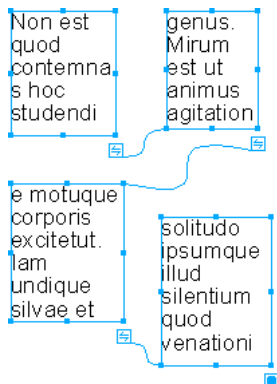 Non est
quod
contemna
s hoc
studendi
genus.
Mirum
est ut
animus
agitation
e motuque
corporis
excitetut.
Iam
undique
silvae et
solitudo
ipsumque
illud
silentium
quod
venationi